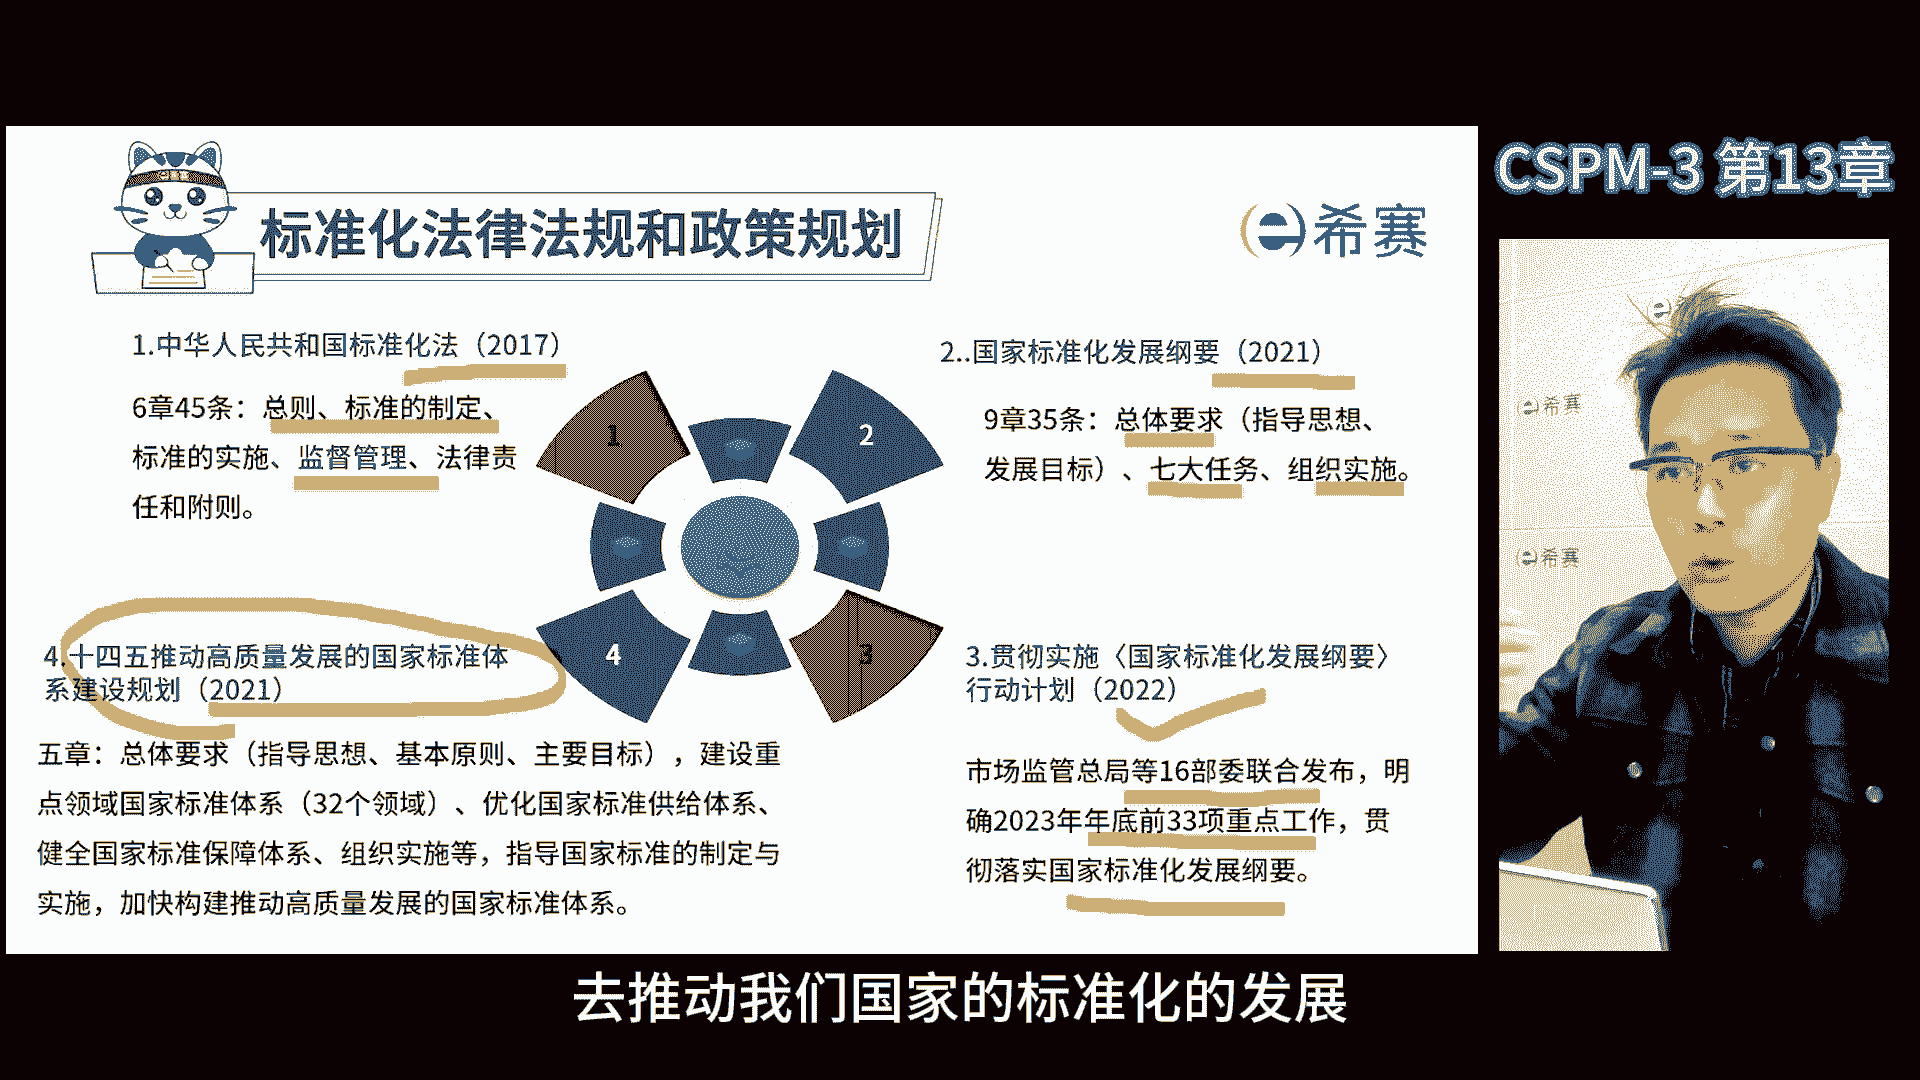 CSPM-3 第13章
标准化法律法规和政策规划
e希赛
1.中华人民共和国标准化法（2017）
6章45条：总则、标准的制定、
标准的实施、监督管理、法律责
任和附则。
2..国家标准化发展纲要（2021）
9章35条：总体要求（指导思想、
发展目标）、七大任务、组织实施。
1
2
4
3
4.十四五推动高质量发展的国家标准体
系建设规划（2021）
五章：总体要求（指导思想、基本原则、主要目标），建设重
点领域国家标准体系（32个领域）、优化国家标准供给体系、
健全国家标准保障体系、组织实施等，指导国家标准的制定与
实施，加快构建推动高质量发展的国家标准体系。
3.贯彻实施〈国家标准化发展纲要〉
行动计划（2022）
市场监管总局等16部委联合发布，明
确2023年年底前33项重点工作，贯
彻落实国家标准化发展纲要。
e希赛
e希赛
去推动我们国家的标准化的发展